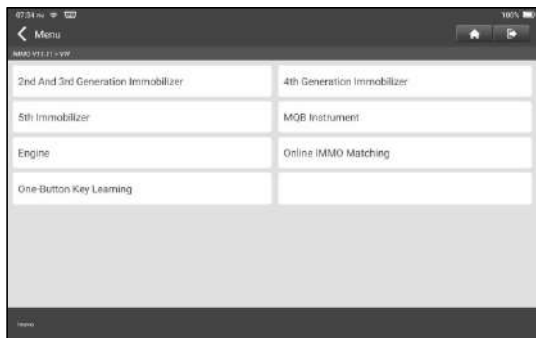 100%
Menu
2nd And 3rd Generation Immobilizer
4th Generation Immobilizer
5th Immobilizer
MQB Instrument
Engine
Online IMMO Matching
One-Button Key Learning